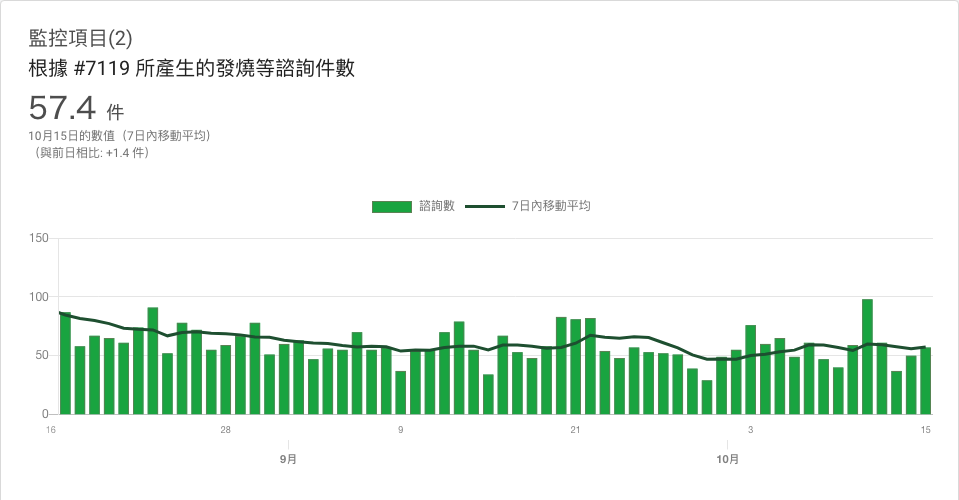 監控項目(2)
根據 #7119 所產生的發燒等諮詢件數
57.4 件
10月15日的數值（7日內移動平均）
（與前日相比: +1.4 件）
諮詢數 7日內移動平均
150
100
50
0
16 28 9 21 3 15
9月 10月